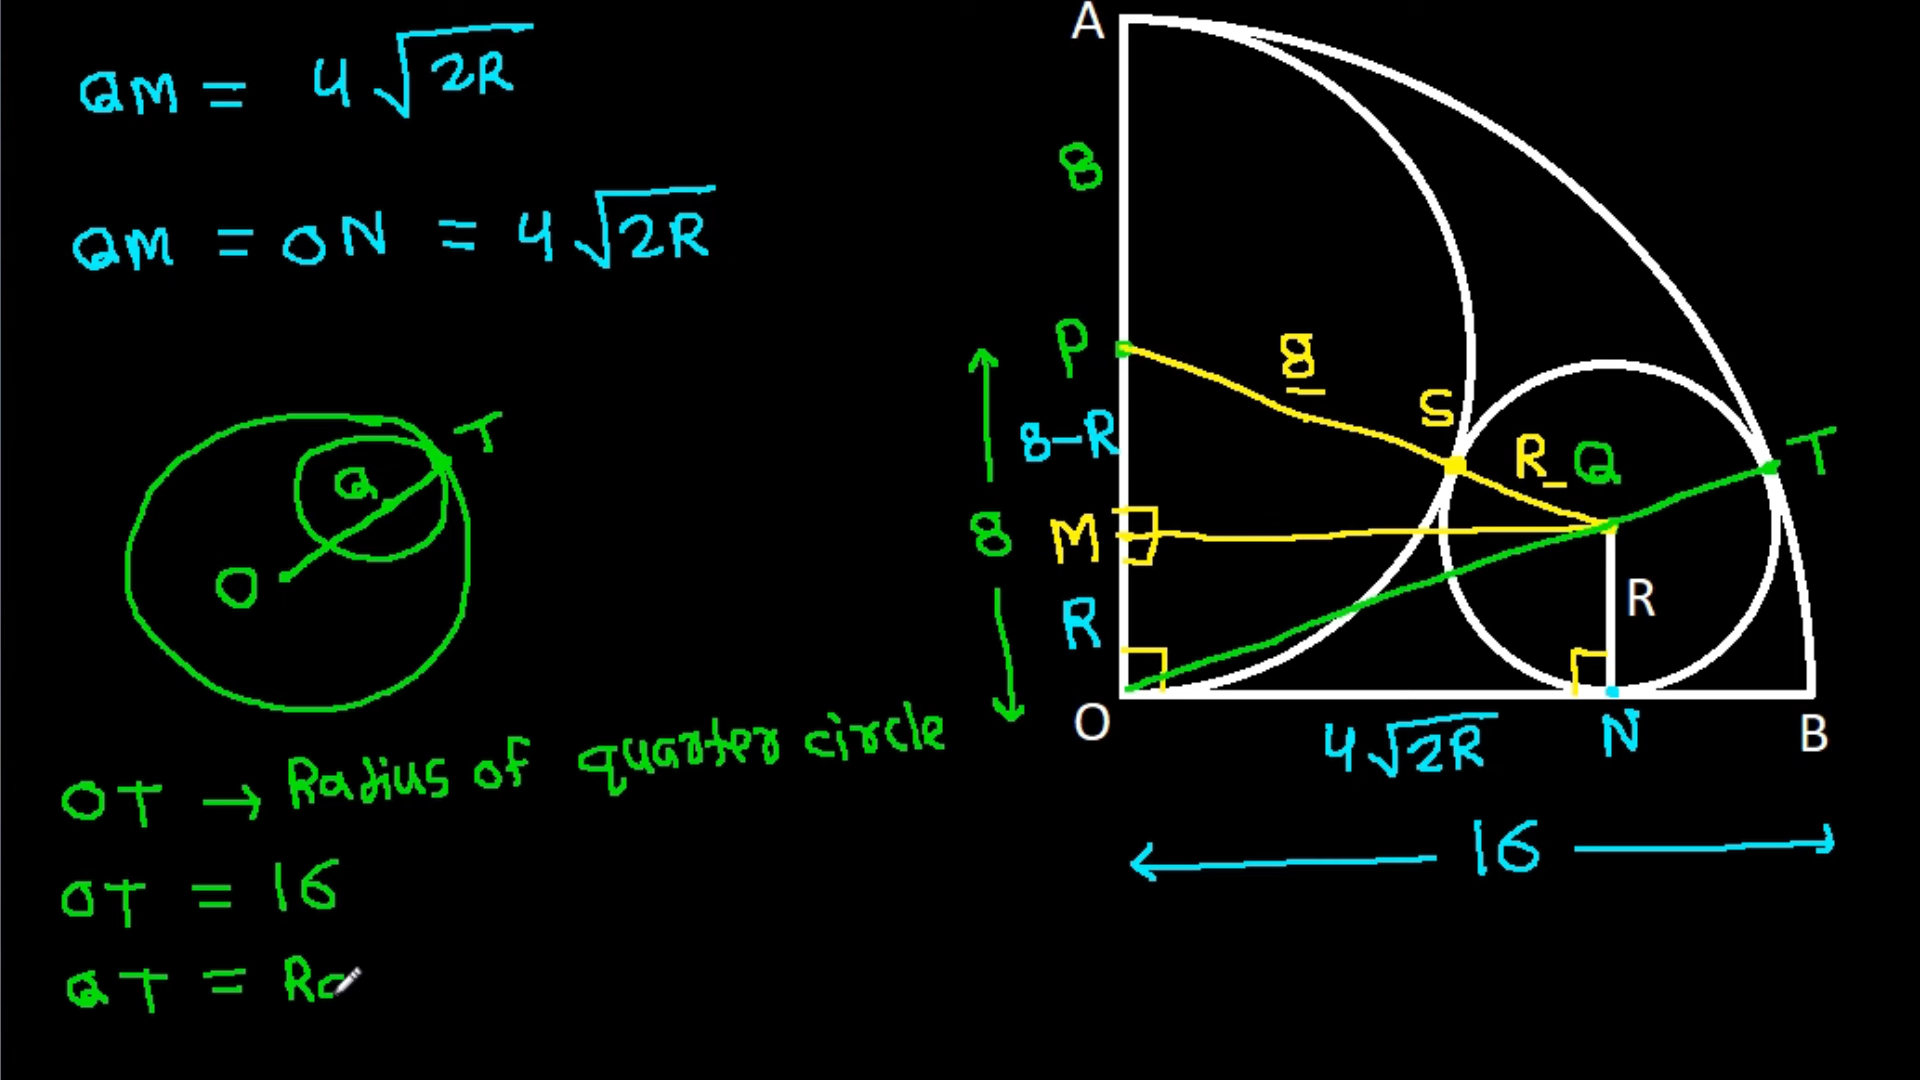 QM = 4√2R
QM = ON = 4√2R
T
Q
O
OT → Radius of quarter circle
OT = 16
QT = Ra
A
8
P
8
S
8-R
R
Q
T
8
M
R
R
O
4√2R
N
B
16